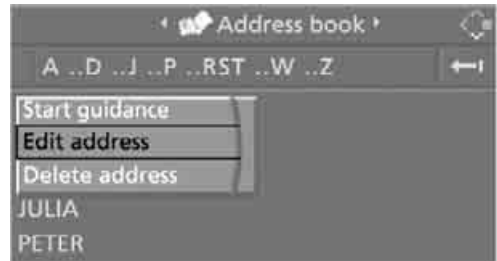 Address book
A ..D ..J ..P ..RST ..W ..Z
Start guidance
Edit address
Delete address
JULIA
PETER